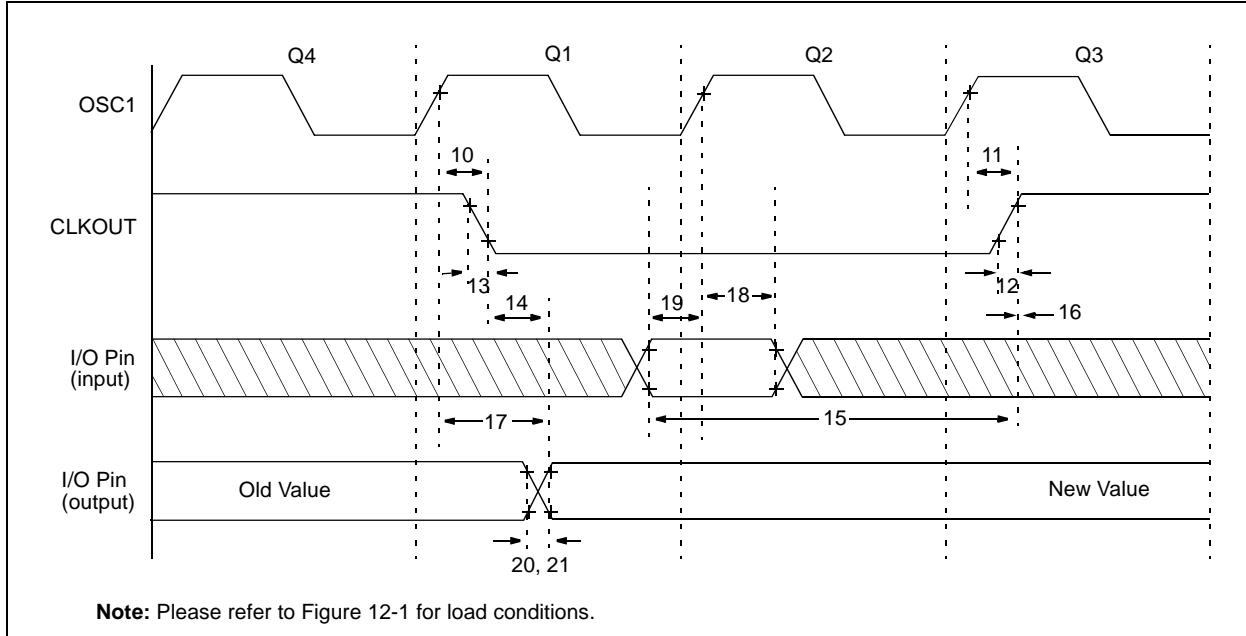 Q4 Q1 Q2 Q3
OSC1
10 11
CLKOUT
13 12
14 19 18 16
I/O Pin
(input)
17 15
I/O Pin
(output)
Old Value New Value
20, 21
Note: Please refer to Figure 12-1 for load conditions.